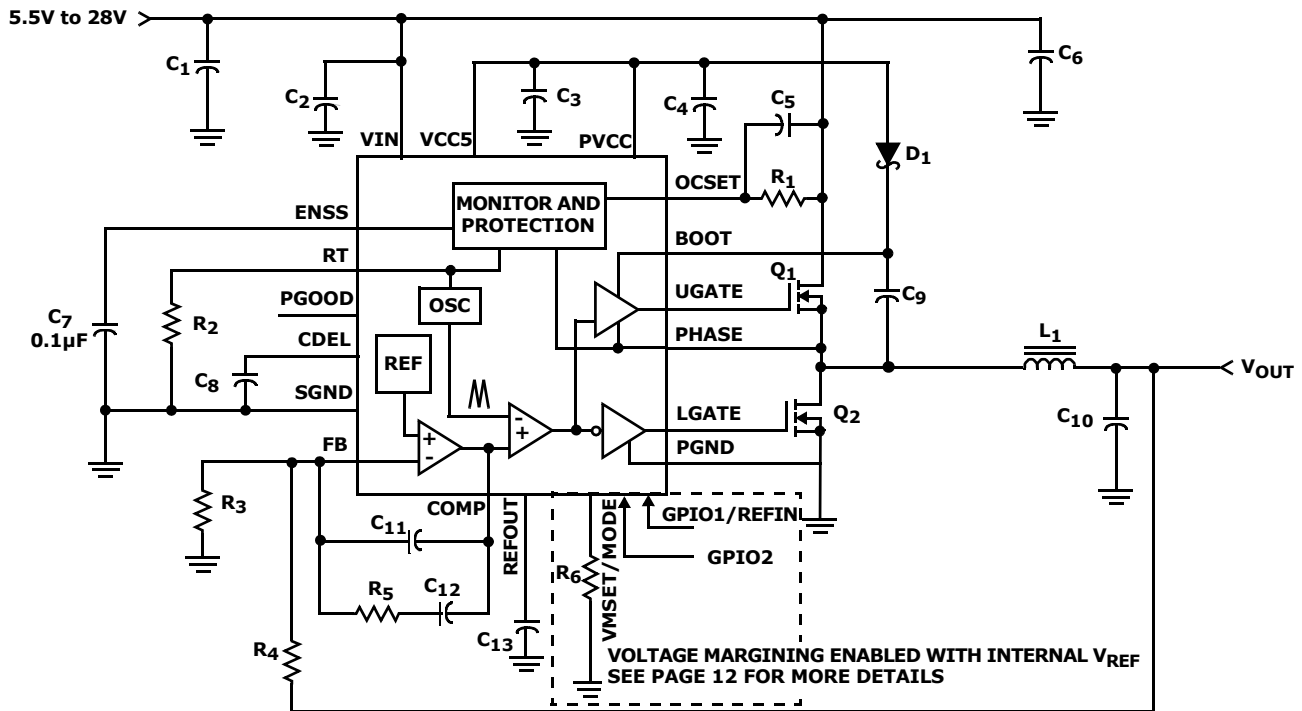 5.5V to 28V
C1
C2
C3
C4
C5
C6
VIN
VCC5
PVCC
D1
OCSET
R1
MONITOR AND
PROTECTION
ENSS
BOOT
RT
Q1
OSC
UGATE
C9
PGOOD
C7
0.1µF
R2
CDEL
REF
PHASE
L1
VOUT
C8
SGND
LGATE
Q2
C10
FB
+
-
-
+
PGND
R3
COMP
REFOUT
VMSET/MODE
GPIO1/REFIN
GPIO2
C11
R6
R5
C12
R4
C13
VOLTAGE MARGINING ENABLED WITH INTERNAL VREF
SEE PAGE 12 FOR MORE DETAILS